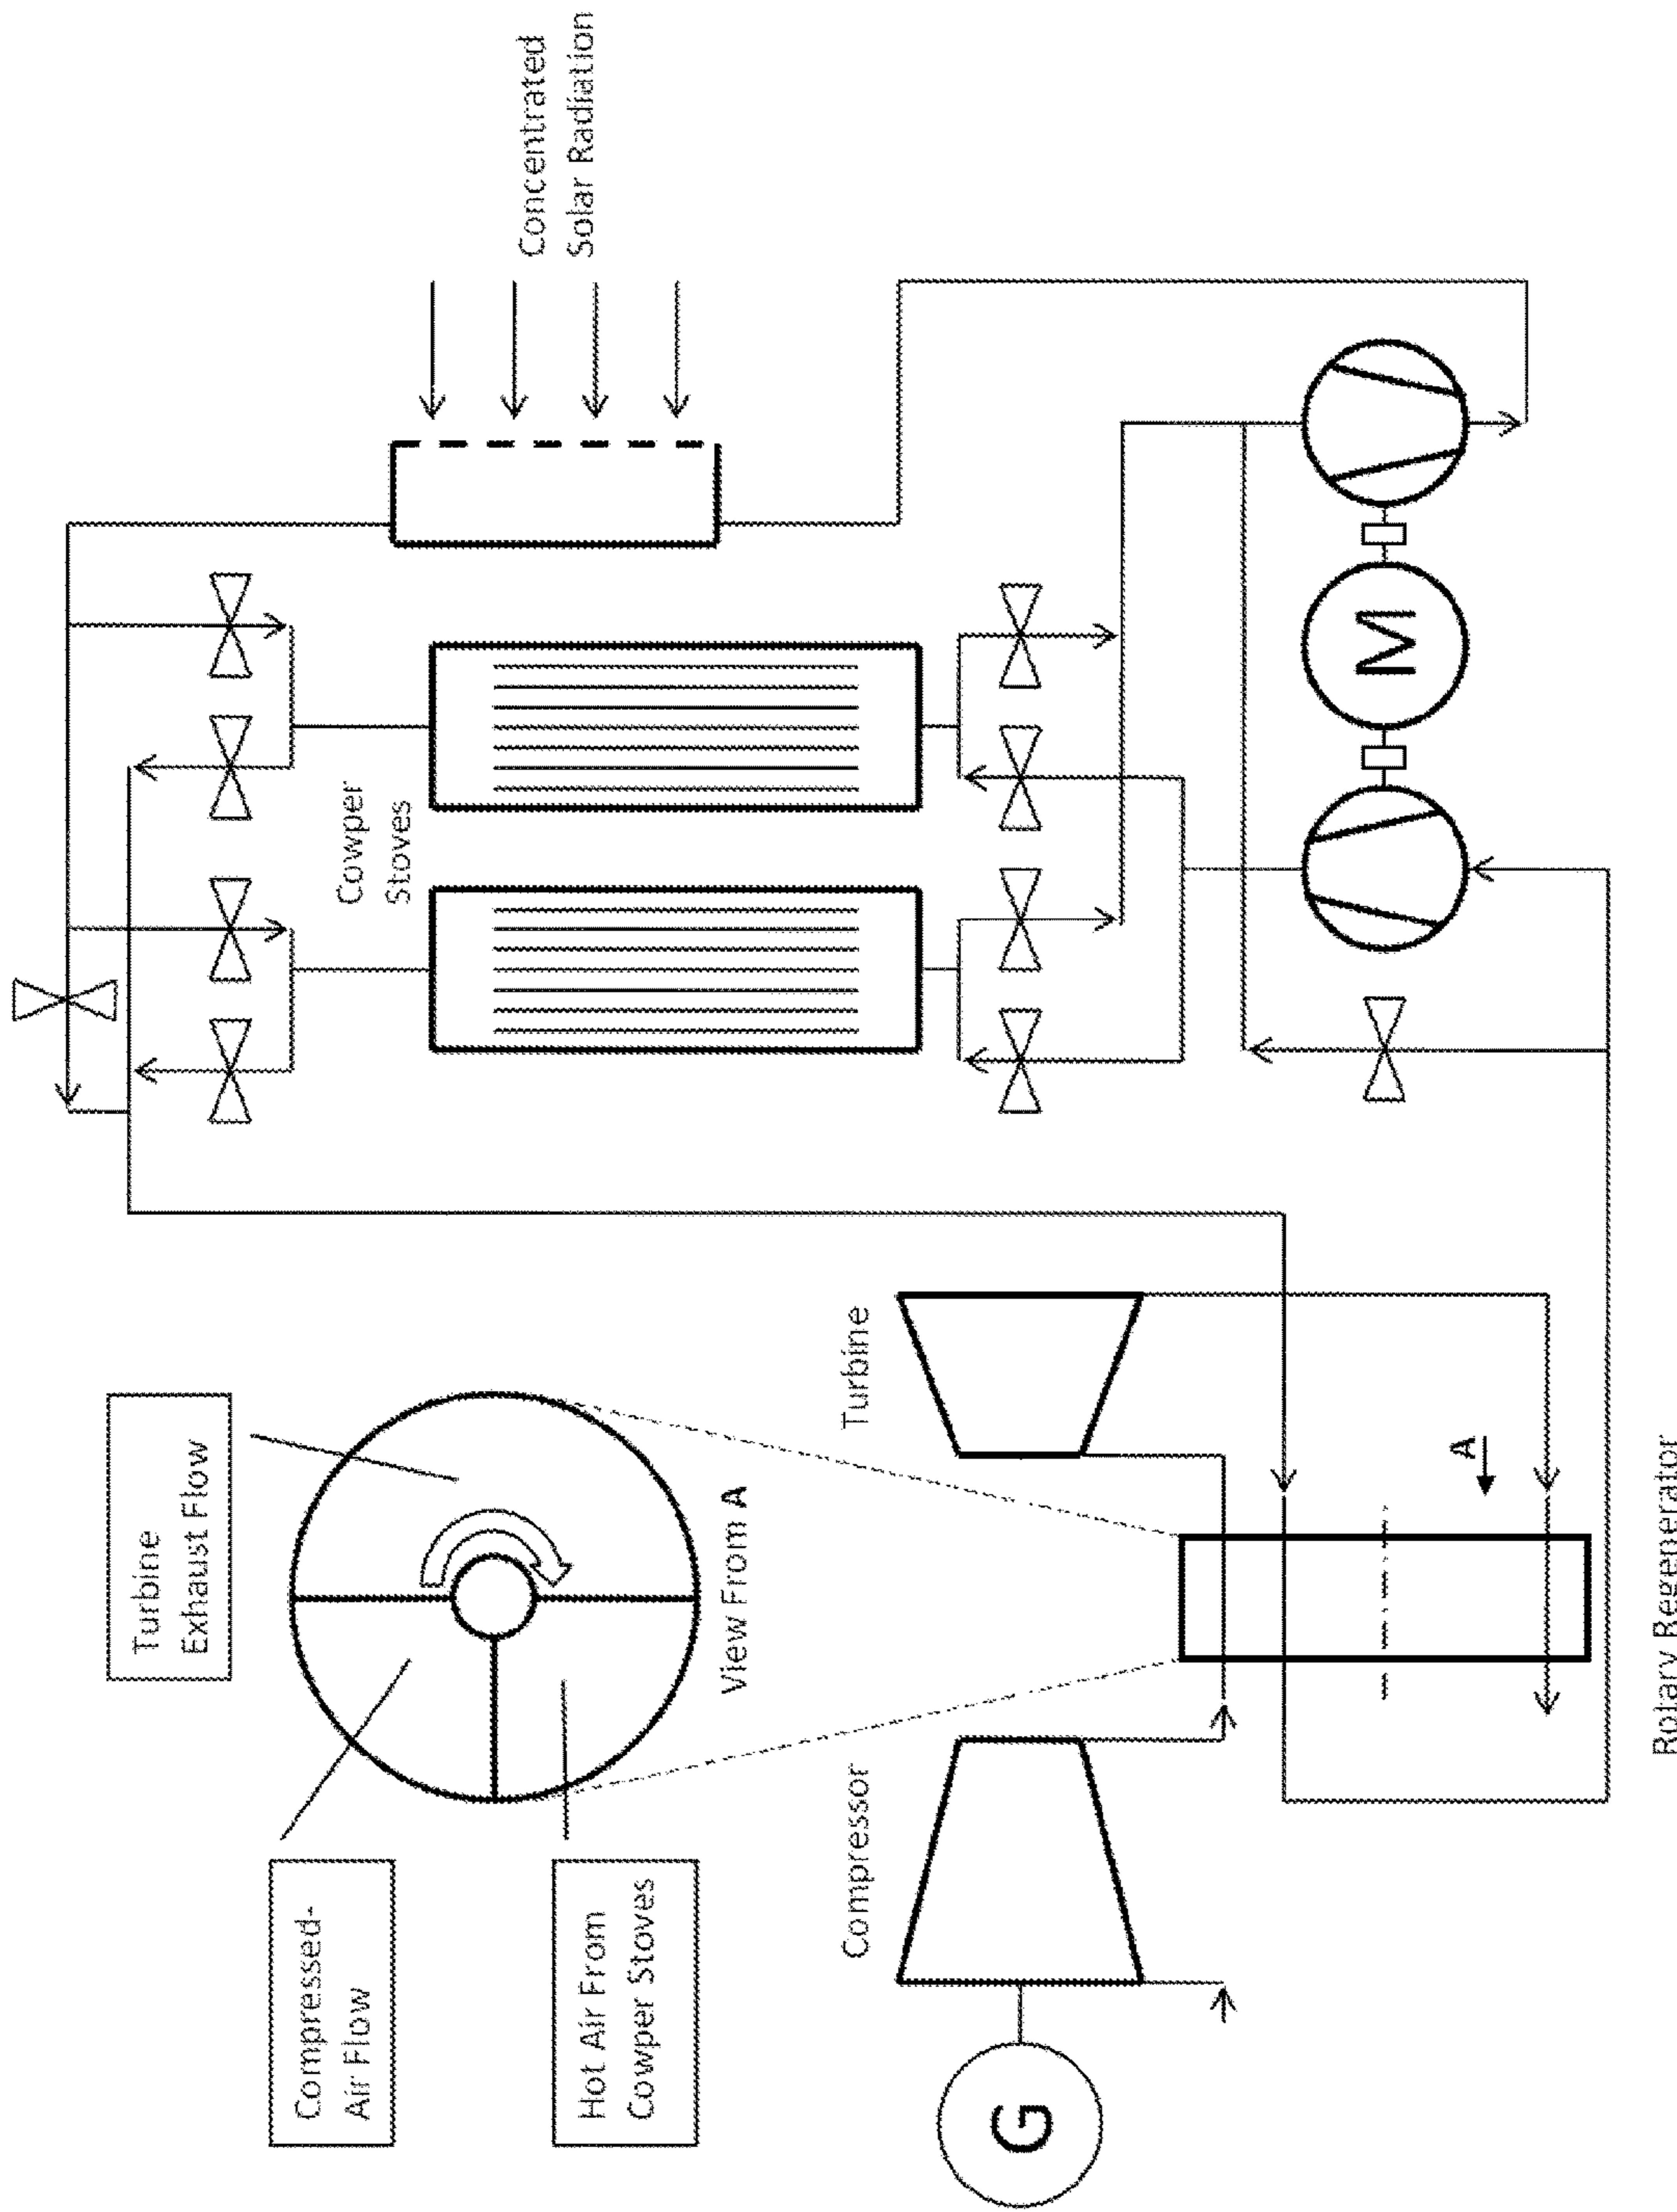 Compressed-
Air Flow
Turbine
Exhaust Flow
Hot Air From
Cowper Stoves
View From A
Cowper
Stoves
Concentrated
Solar Radiation
G
Compressor
Turbine
A
M
Rotary Regenerator